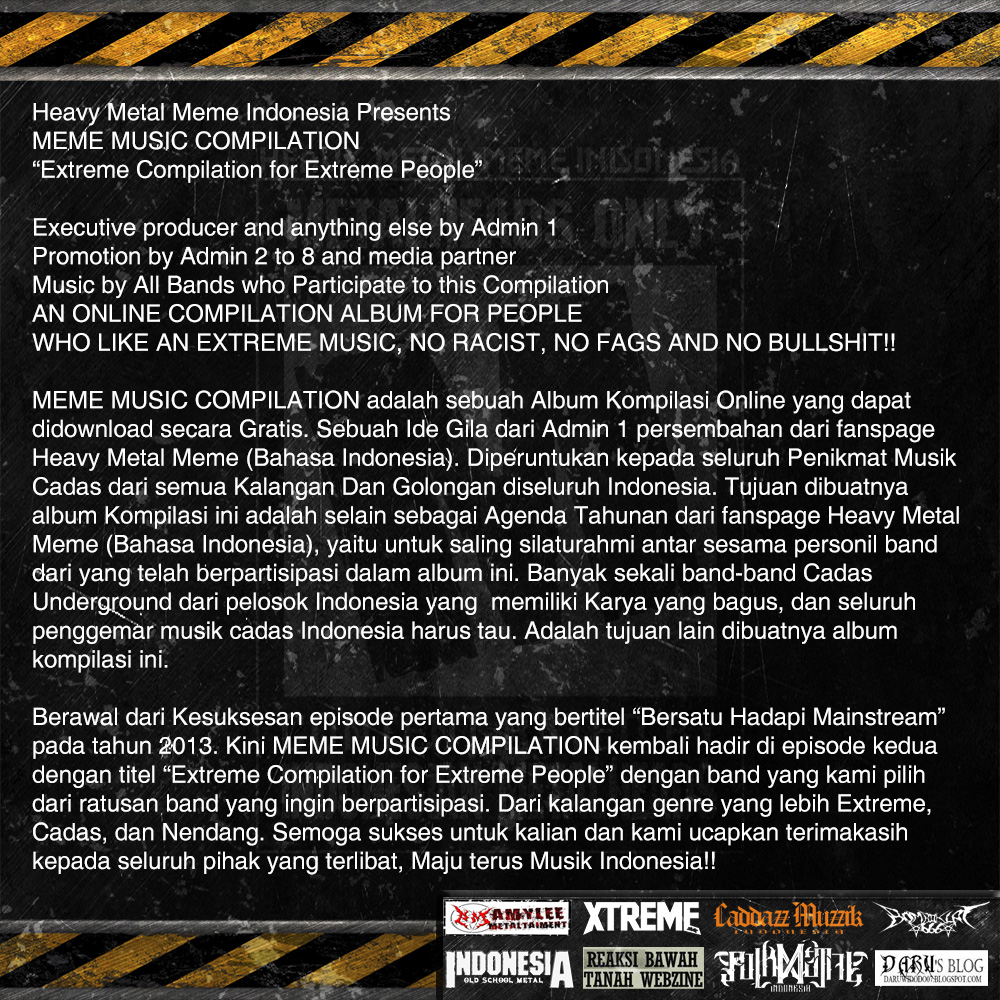 Heavy Metal Meme Indonesia Presents
MEME MUSIC COMPILATION
“Extreme Compilation for Extreme People”
Executive producer and anything else by Admin 1
Promotion by Admin 2 to 8 and media partner
Music by All Bands who Participate to this Compilation
AN ONLINE COMPILATION ALBUM FOR PEOPLE
WHO LIKE AN EXTREME MUSIC, NO RACIST, NO FAGS AND NO BULLSHIT!!
MEME MUSIC COMPILATION adalah sebuah Album Kompilasi Online yang dapat
didownload secara Gratis. Sebuah Ide Gila dari Admin 1 persembahan dari fanspage
Heavy Metal Meme (Bahasa Indonesia). Diperuntukan kepada seluruh Penikmat Musik
Cadas dari semua Kalangan Dan Golongan diseluruh Indonesia. Tujuan dibuatnya
album Kompilasi ini adalah selain sebagai Agenda Tahunan dari fanspage Heavy Metal
Meme (Bahasa Indonesia), yaitu untuk saling silaturahmi antar sesama personil band
dari yang telah berpartisipasi dalam album ini. Banyak sekali band-band Cadas
Underground dari pelosok Indonesia yang  memiliki Karya yang bagus, dan seluruh
penggemar musik cadas Indonesia harus tau. Adalah tujuan lain dibuatnya album
kompilasi ini.
Berawal dari Kesuksesan episode pertama yang bertitel “Bersatu Hadapi Mainstream”
pada tahun 2013. Kini MEME MUSIC COMPILATION kembali hadir di episode kedua
dengan titel “Extreme Compilation for Extreme People” dengan band yang kami pilih
dari ratusan band yang ingin berpartisipasi. Dari kalangan genre yang lebih Extreme,
Cadas, dan Nendang. Semoga sukses untuk kalian dan kami ucapkan terimakasih
kepada seluruh pihak yang terlibat, Maju terus Musik Indonesia!!
AMYLEE
METALTAIMENT
XTREME
Caddazz Muzzik
INDONESIA
INDONESIA
OLD SCHOOL METAL
REAKSI BAWAH
TANAH WEBZINE
INDONESIA
DARU'S BLOG